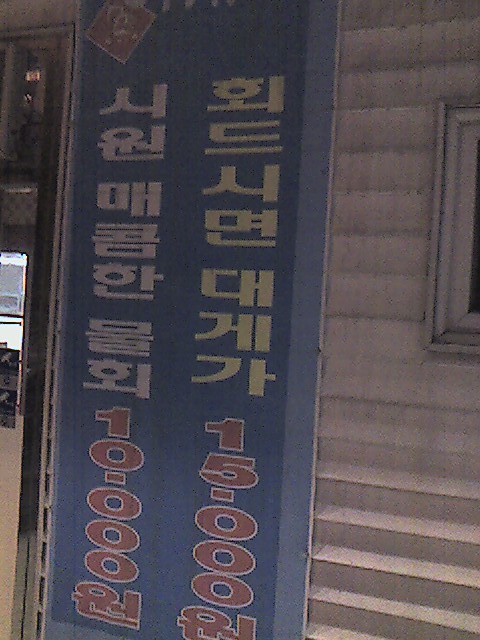 회드시면 대게가 15.000원
시원 매콤한 물회 10.000원